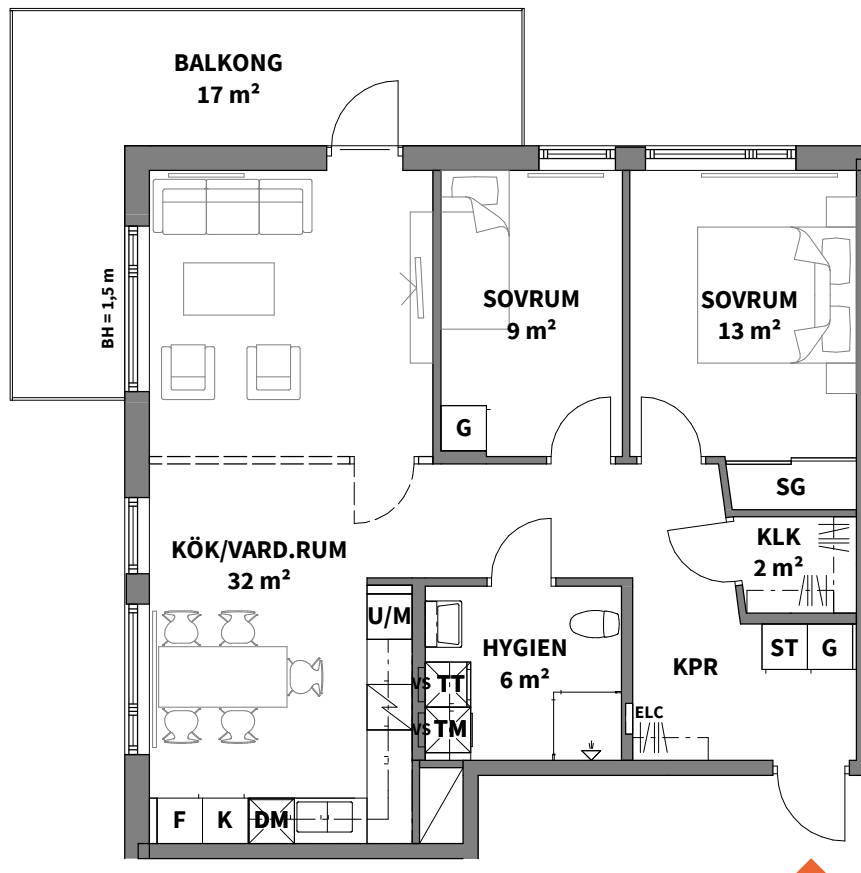 BALKONG
17 m²
BH = 1,5 m
SOVRUM
9 m²
SOVRUM
13 m²
G
SG
KÖK/VARD.RUM
32 m²
KLK
2 m²
U/M
HYGIEN
6 m²
KPR
ST
G
VS
TT
VS
TM
ELC
F
K
DM